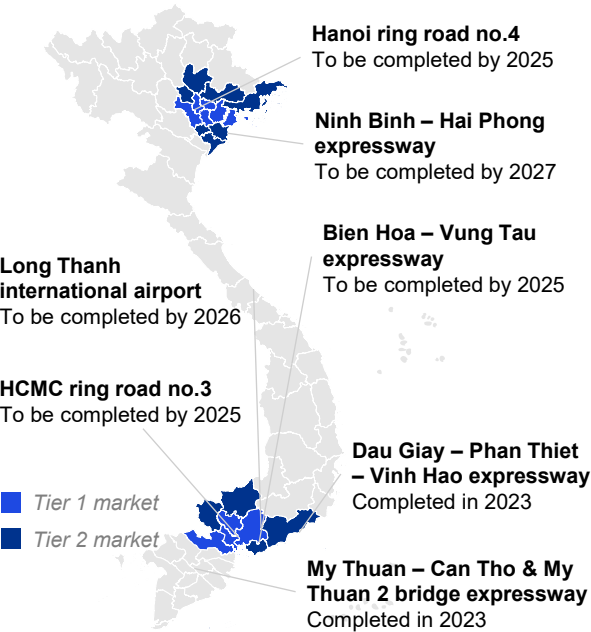 Hanoi ring road no.4
To be completed by 2025
Ninh Binh – Hai Phong
expressway
To be completed by 2027
Bien Hoa – Vung Tau
expressway
To be completed by 2025
Long Thanh
international airport
To be completed by 2026
HCMC ring road no.3
To be completed by 2025
Dau Giay – Phan Thiet
– Vinh Hao expressway
Completed in 2023
Tier 1 market
Tier 2 market
My Thuan – Can Tho & My
Thuan 2 bridge expressway
Completed in 2023